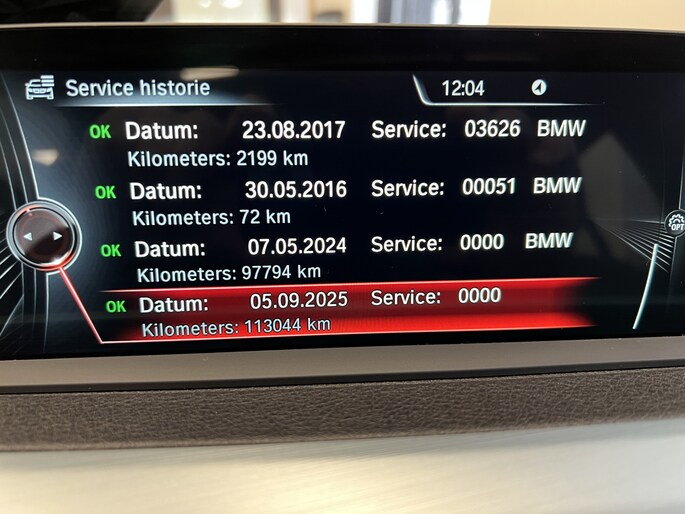 Service historie
12:04
OK Datum: 23.08.2017 Service: 03626 BMW
Kilometers: 2199 km
OK Datum: 30.05.2016 Service: 00051 BMW
Kilometers: 72 km
OK Datum: 07.05.2024 Service: 0000 BMW
Kilometers: 97794 km
OPT
OK Datum: 05.09.2025 Service: 0000
Kilometers: 113044 km